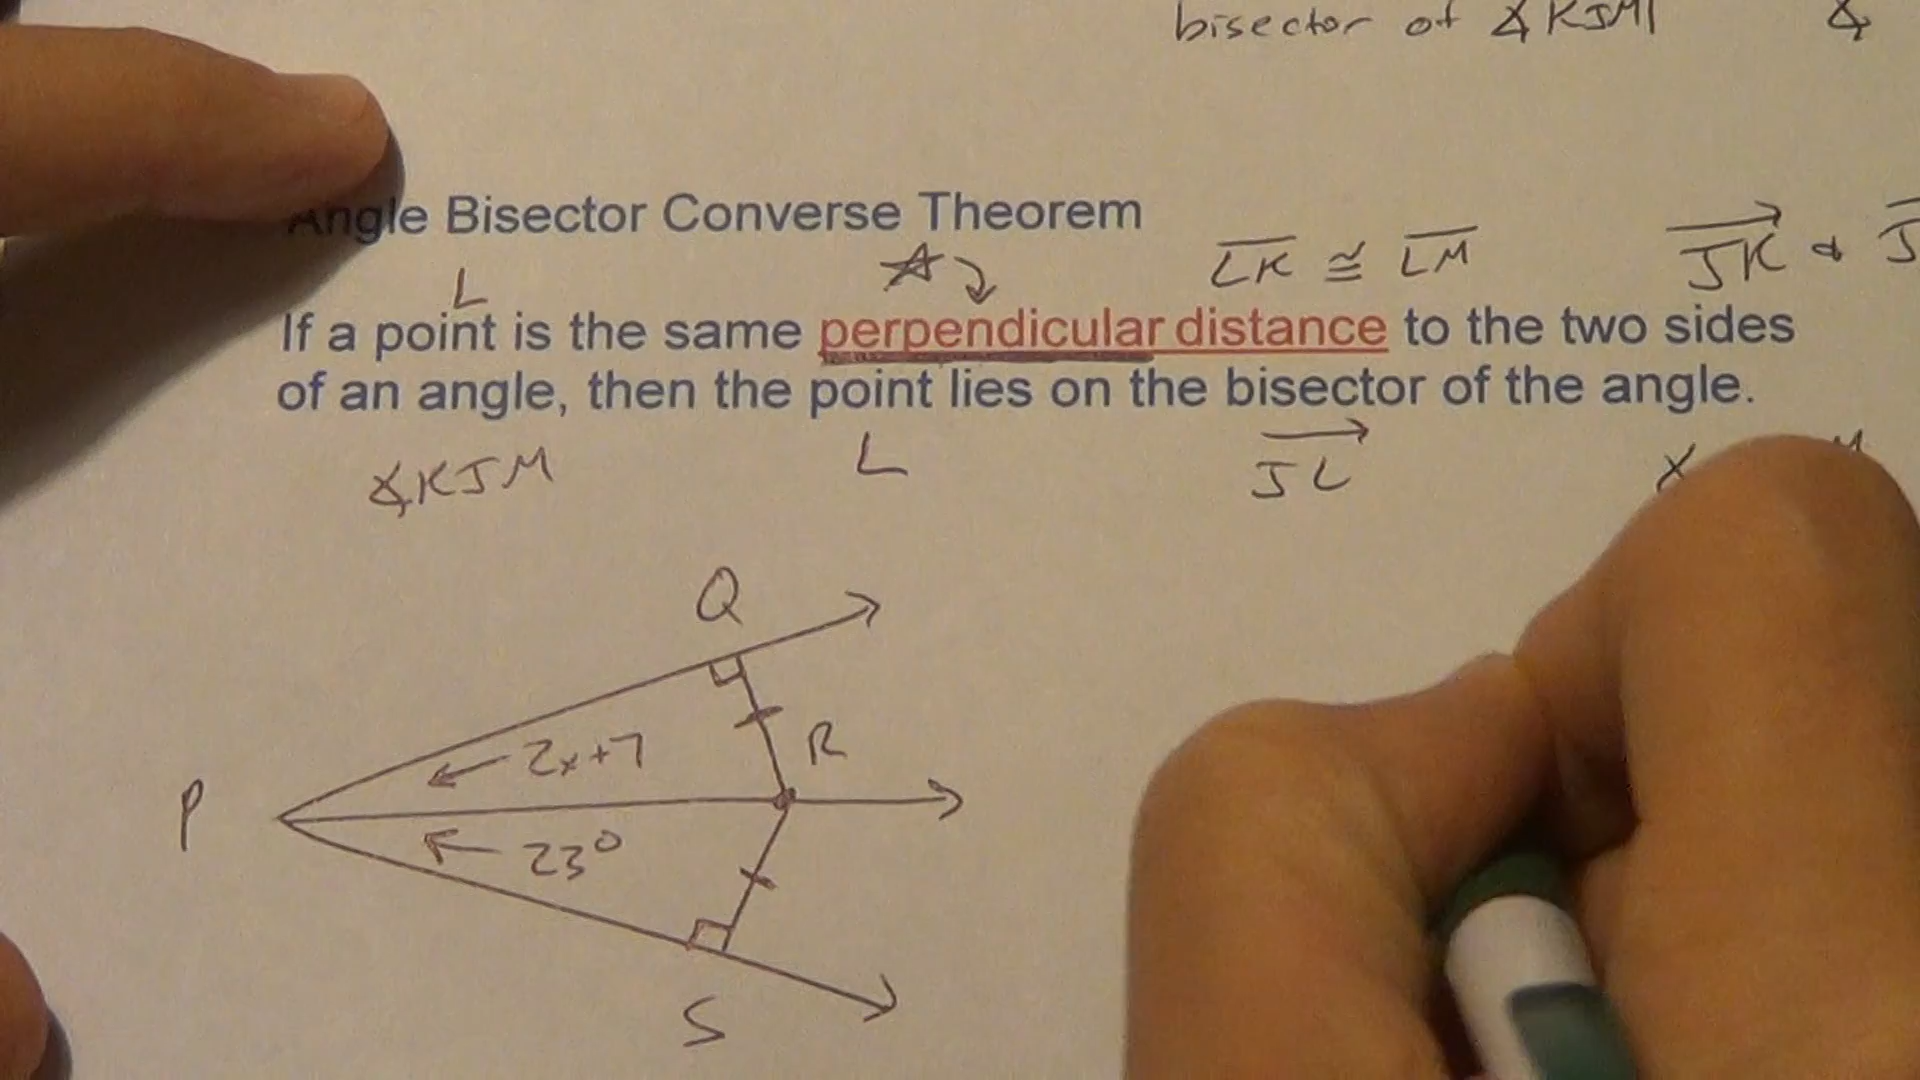 bisector of ∡KJM
∡
Angle Bisector Converse Theorem
L ☆ LK ≅ LM JK & J
If a point is the same perpendicular distance to the two sides
of an angle, then the point lies on the bisector of the angle.
∡KJM L JL
Q
2x+7 R
P
23°
S